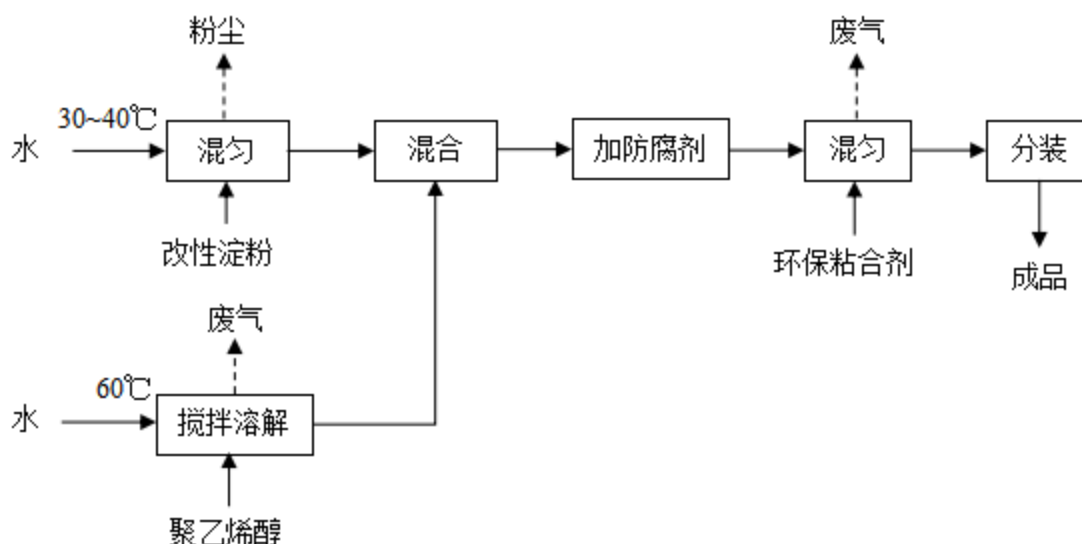 粉尘
废气
30~40℃
水
混匀
混合
加防腐剂
混匀
分装
改性淀粉
环保粘合剂
成品
废气
60℃
水
搅拌溶解
聚乙烯醇